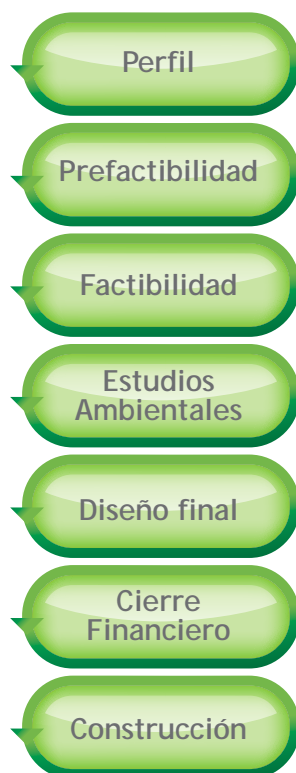 Perfil
Prefactibilidad
Factibilidad
Estudios
Ambientales
Diseño final
Cierre
Financiero
Construcción